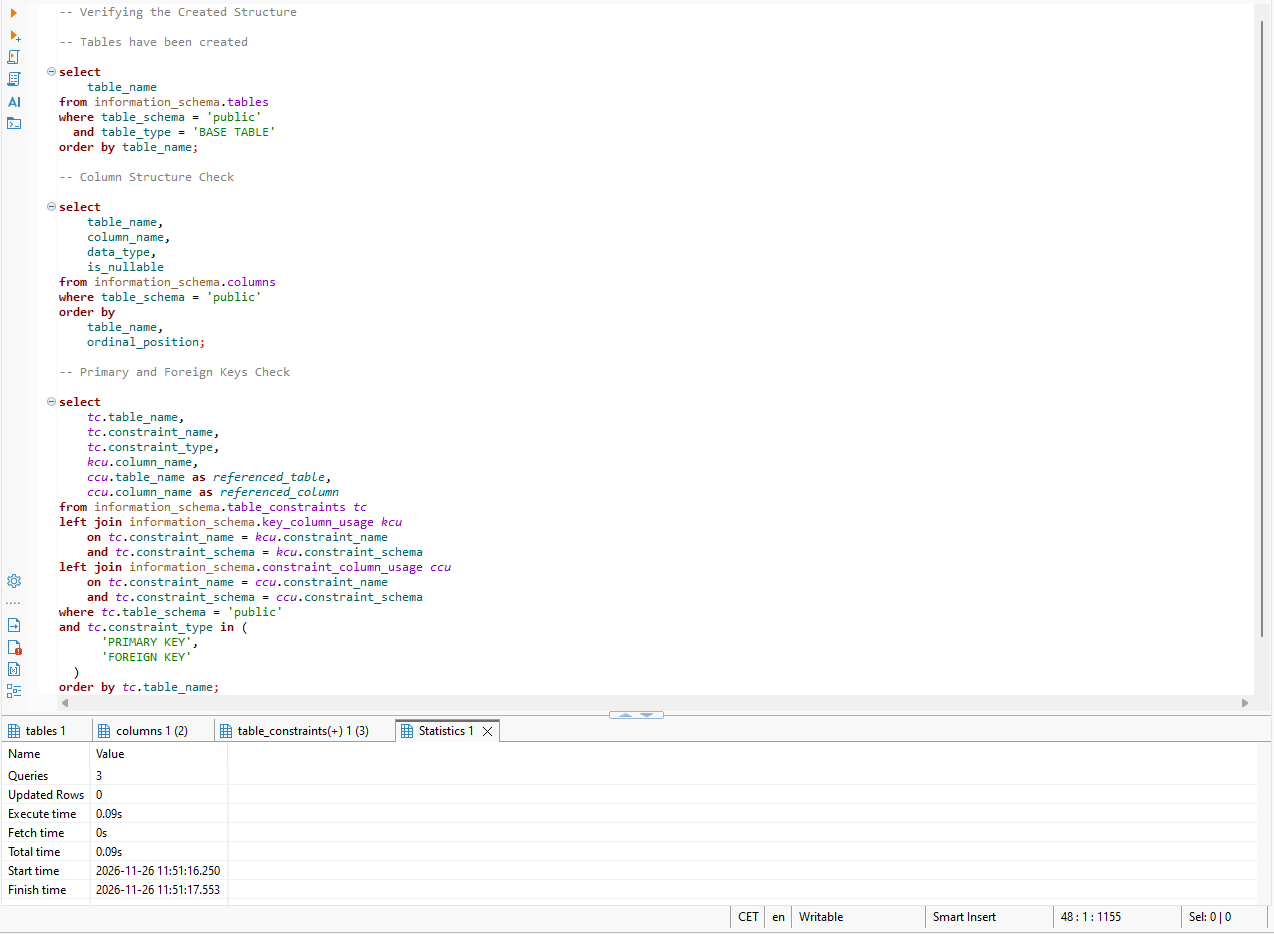 -- Verifying the Created Structure
-- Tables have been created
select
table_name
from information_schema.tables
where table_schema = 'public'
and table_type = 'BASE TABLE'
order by table_name;
-- Column Structure Check
select
table_name,
column_name,
data_type,
is_nullable
from information_schema.columns
where table_schema = 'public'
order by
table_name,
ordinal_position;
-- Primary and Foreign Keys Check
select
tc.table_name,
tc.constraint_name,
tc.constraint_type,
kcu.column_name,
ccu.table_name as referenced_table,
ccu.column_name as referenced_column
from information_schema.table_constraints tc
left join information_schema.key_column_usage kcu
on tc.constraint_name = kcu.constraint_name
and tc.constraint_schema = kcu.constraint_schema
left join information_schema.constraint_column_usage ccu
on tc.constraint_name = ccu.constraint_name
and tc.constraint_schema = ccu.constraint_schema
where tc.table_schema = 'public'
and tc.constraint_type in (
'PRIMARY KEY',
'FOREIGN KEY'
)
order by tc.table_name;
AI
tables 1 columns 1 (2) table_constraints(+) 1 (3) Statistics 1
Name Value
Queries 3
Updated Rows 0
Execute time 0.09s
Fetch time 0s
Total time 0.09s
Start time 2026-11-26 11:51:16.250
Finish time 2026-11-26 11:51:17.553
CET en Writable Smart Insert 48 : 1 : 1155 Sel: 0 | 0